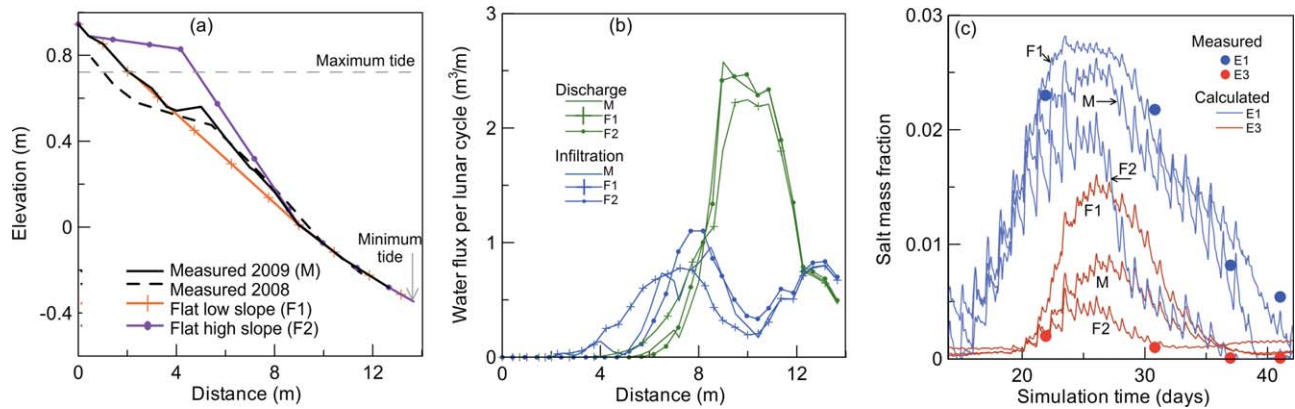 (a)
Elevation (m)
0.8
0.4
0
-0.4
Maximum tide
Minimum
tide
Measured 2009 (M)
Measured 2008
Flat low slope (F1)
Flat high slope (F2)
0 4 8 12
Distance (m)
(b)
Water flux per lunar cycle (m³/m)
3
2
1
0
Discharge
M
F1
F2
Infiltration
M
F1
F2
0 4 8 12
Distance (m)
(c)
Salt mass fraction
0.03
0.02
0.01
0
F1
M
F2
F1
M
F2
Measured
E1
E3
Calculated
E1
E3
20 30 40
Simulation time (days)